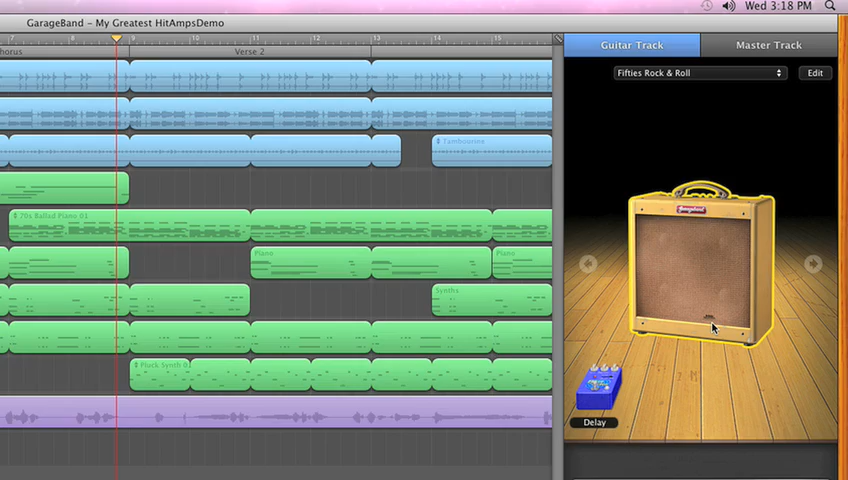 Wed 3:18 PM
GarageBand – My Greatest HitAmpsDemo
7
8
9
10
11
12
13
14
15
horus
Verse 2
Guitar Track
Master Track
Fifties Rock & Roll
Edit
Tambourine
70s Ballad Piano 01
Piano
Piano
Synths
Pluck Synth 01
Delay